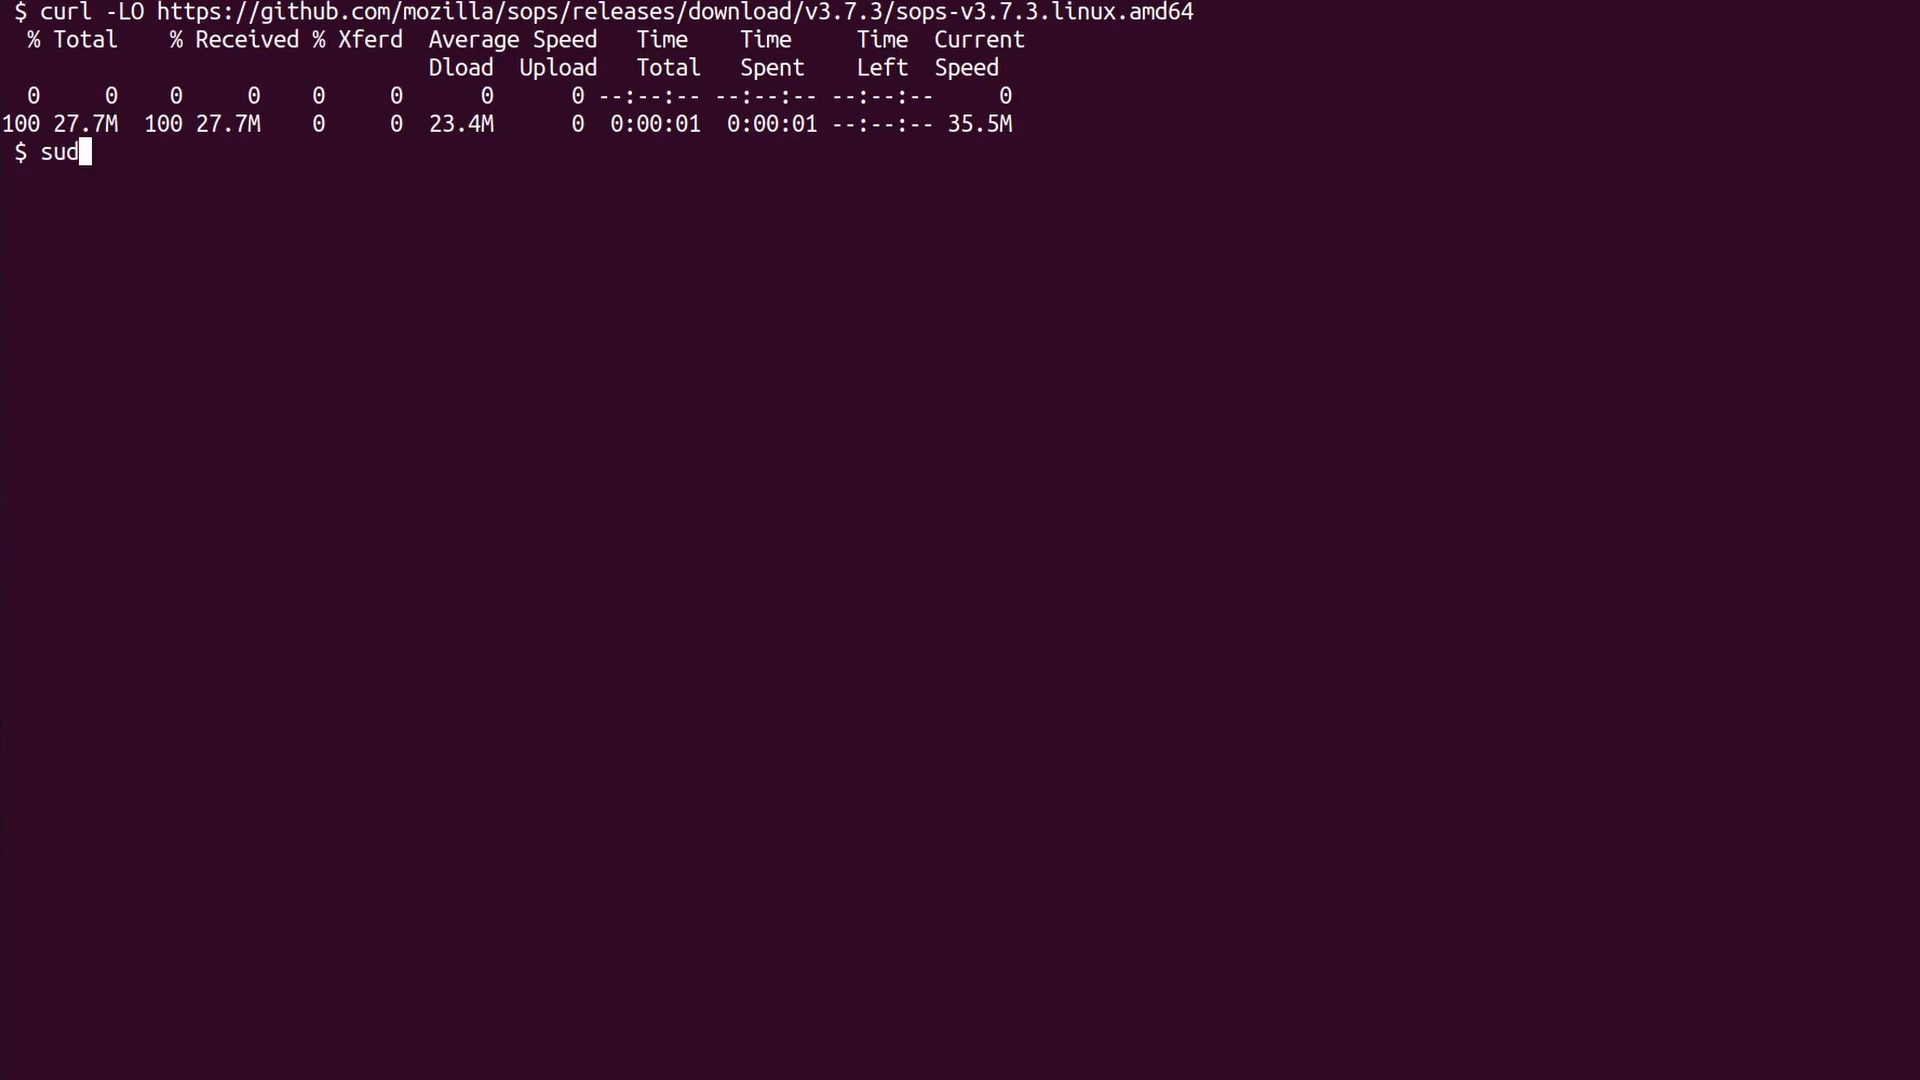 $ curl -LO https://github.com/mozilla/sops/releases/download/v3.7.3/sops-v3.7.3.linux.amd64
% Total % Received % Xferd Average Speed Time Time Time Current
Dload Upload Total Spent Left Speed
0 0 0 0 0 0 0 0 --:--:-- --:--:-- --:--:-- 0
100 27.7M 100 27.7M 0 0 23.4M 0 0:00:01 0:00:01 --:--:-- 35.5M
$ sud